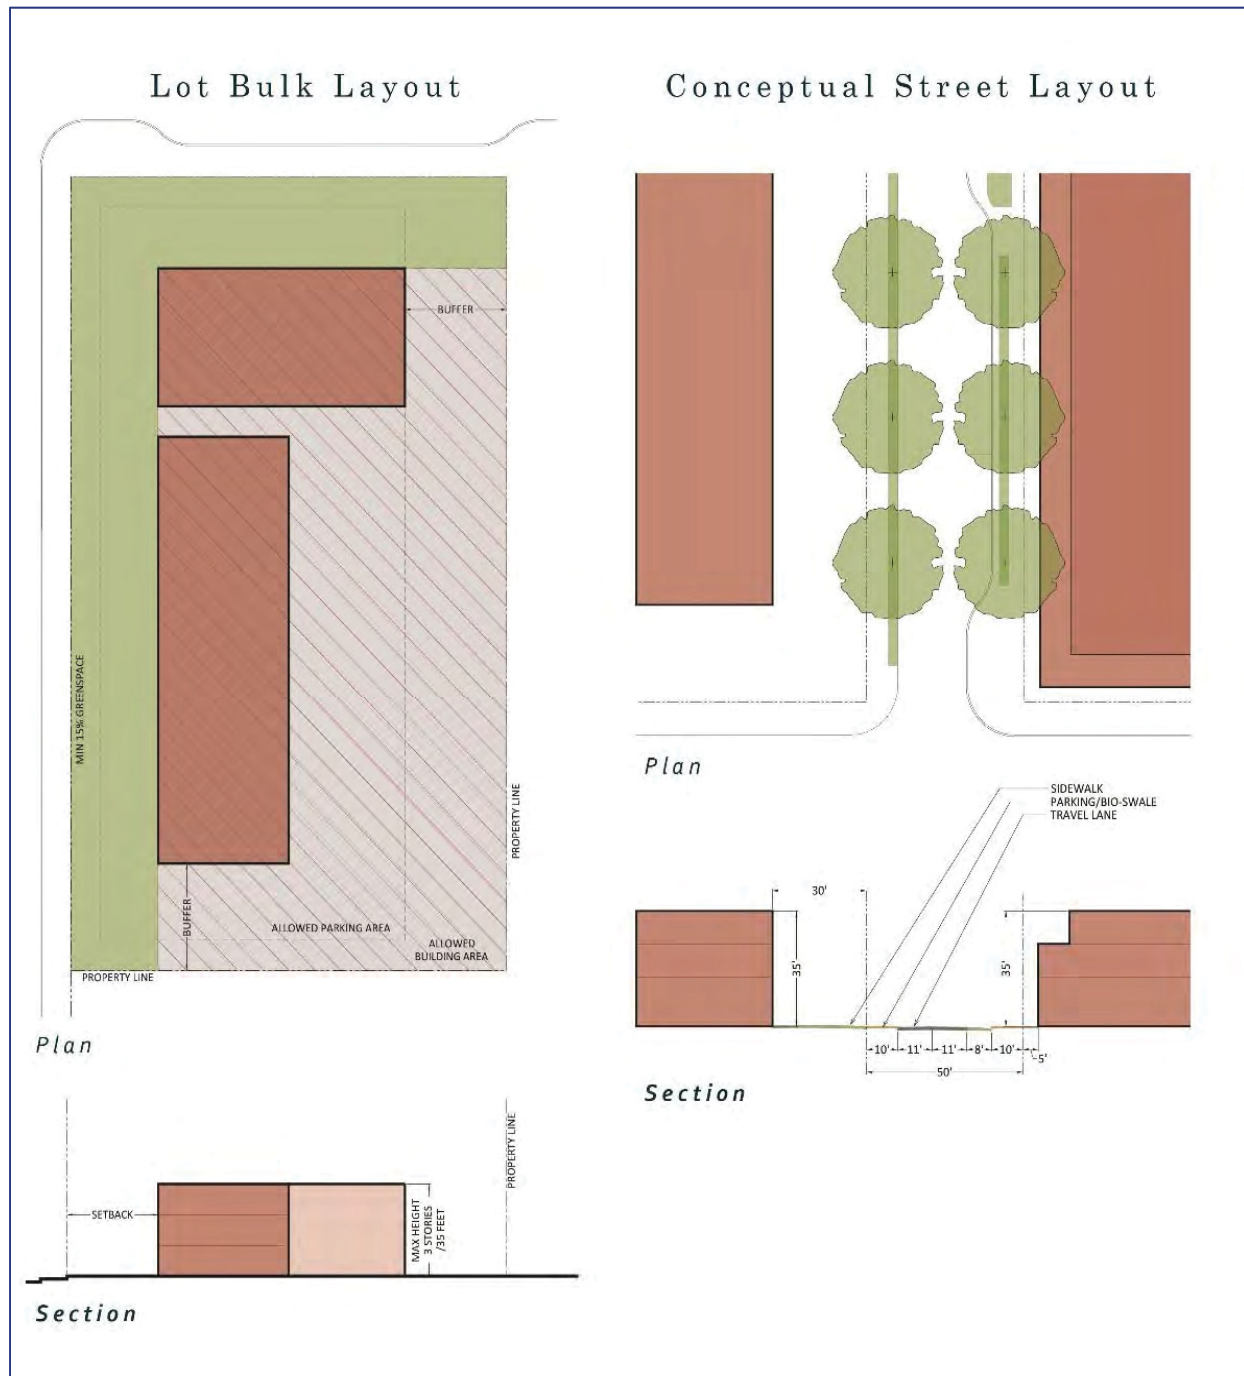 Lot Bulk Layout
BUFFER
MIN 15% GREENSPACE
PROPERTY LINE
BUFFER
ALLOWED PARKING AREA
ALLOWED
BUILDING AREA
PROPERTY LINE
Plan
PROPERTY LINE
SETBACK
MAX HEIGHT
3 STORIES
/35 FEET
Section
Conceptual Street Layout
Plan
SIDEWALK
PARKING/BIO-SWALE
TRAVEL LANE
30'
35'
35'
10' 11' 11' 8' 10' 5'
50'
Section